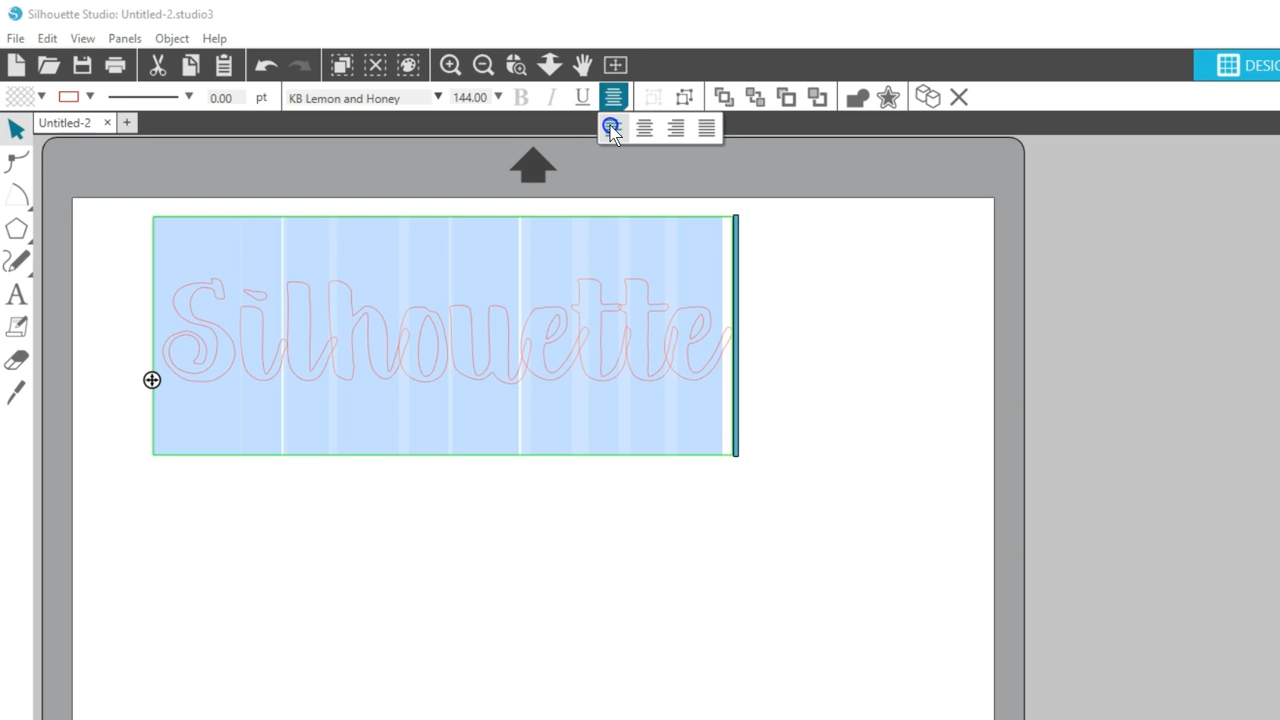 Silhouette Studio: Untitled-2.studio3
File Edit View Panels Object Help
DESIG
0.00 pt KB Lemon and Honey 144.00 B I U
Untitled-2 × +
A
Silhouette